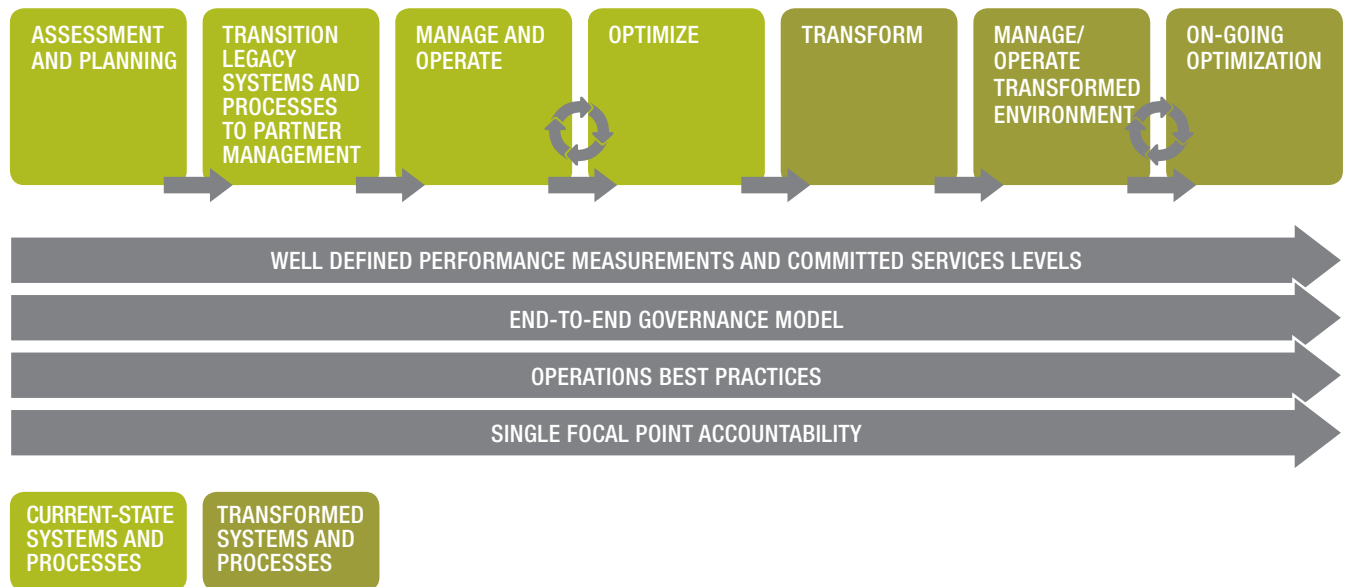 ASSESSMENT
AND PLANNING
TRANSITION
LEGACY
SYSTEMS AND
PROCESSES
TO PARTNER
MANAGEMENT
MANAGE AND
OPERATE
OPTIMIZE
TRANSFORM
MANAGE/
OPERATE
TRANSFORMED
ENVIRONMENT
ON-GOING
OPTIMIZATION
WELL DEFINED PERFORMANCE MEASUREMENTS AND COMMITTED SERVICES LEVELS
END-TO-END GOVERNANCE MODEL
OPERATIONS BEST PRACTICES
SINGLE FOCAL POINT ACCOUNTABILITY
CURRENT-STATE
SYSTEMS AND
PROCESSES
TRANSFORMED
SYSTEMS AND
PROCESSES